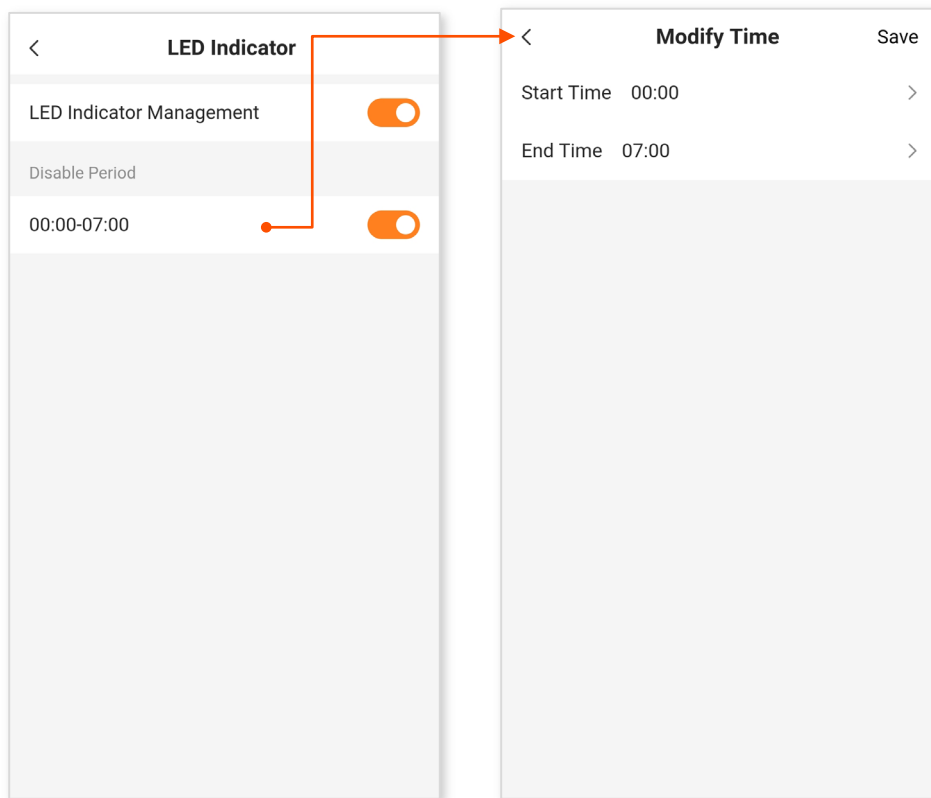 LED Indicator
LED Indicator Management
Disable Period
00:00-07:00
Modify Time
Save
Start Time 00:00
End Time 07:00